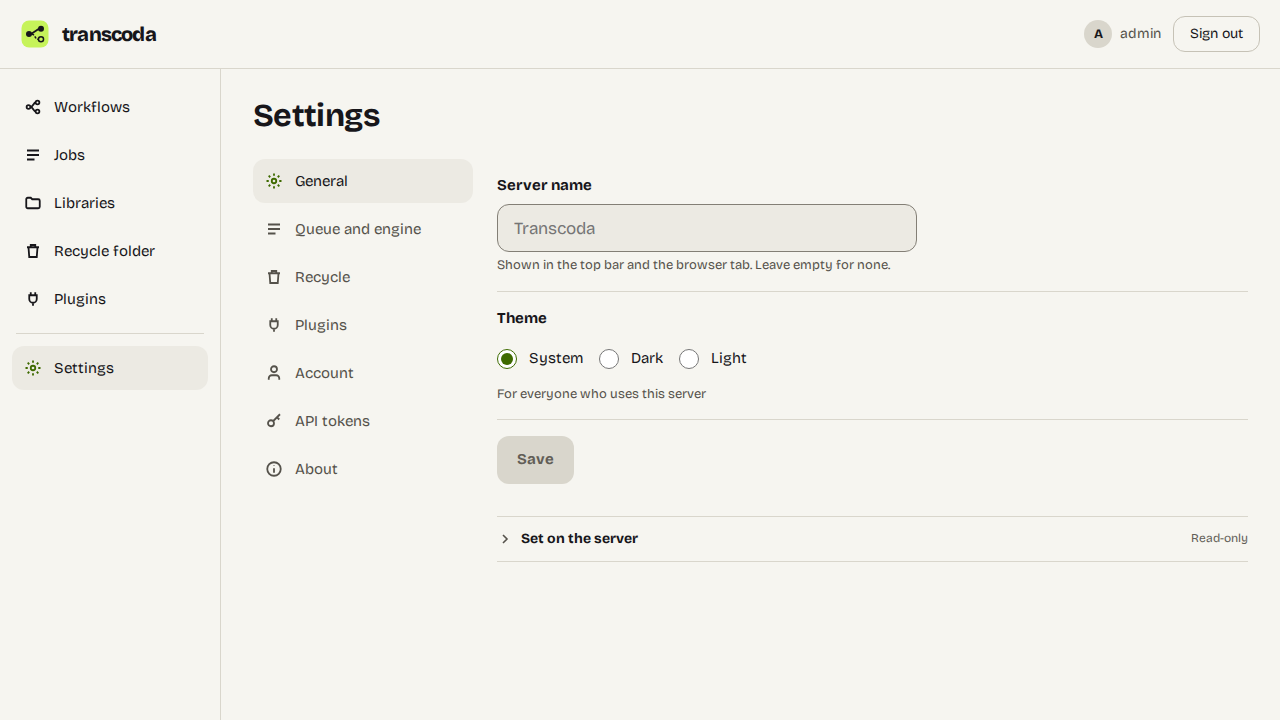 transcoda
A
admin
Sign out
Workflows
Jobs
Libraries
Recycle folder
Plugins
Settings
Settings
General
Queue and engine
Recycle
Plugins
Account
API tokens
About
Server name
Transcoda
Shown in the top bar and the browser tab. Leave empty for none.
Theme
System
Dark
Light
For everyone who uses this server
Save
Set on the server
Read-only